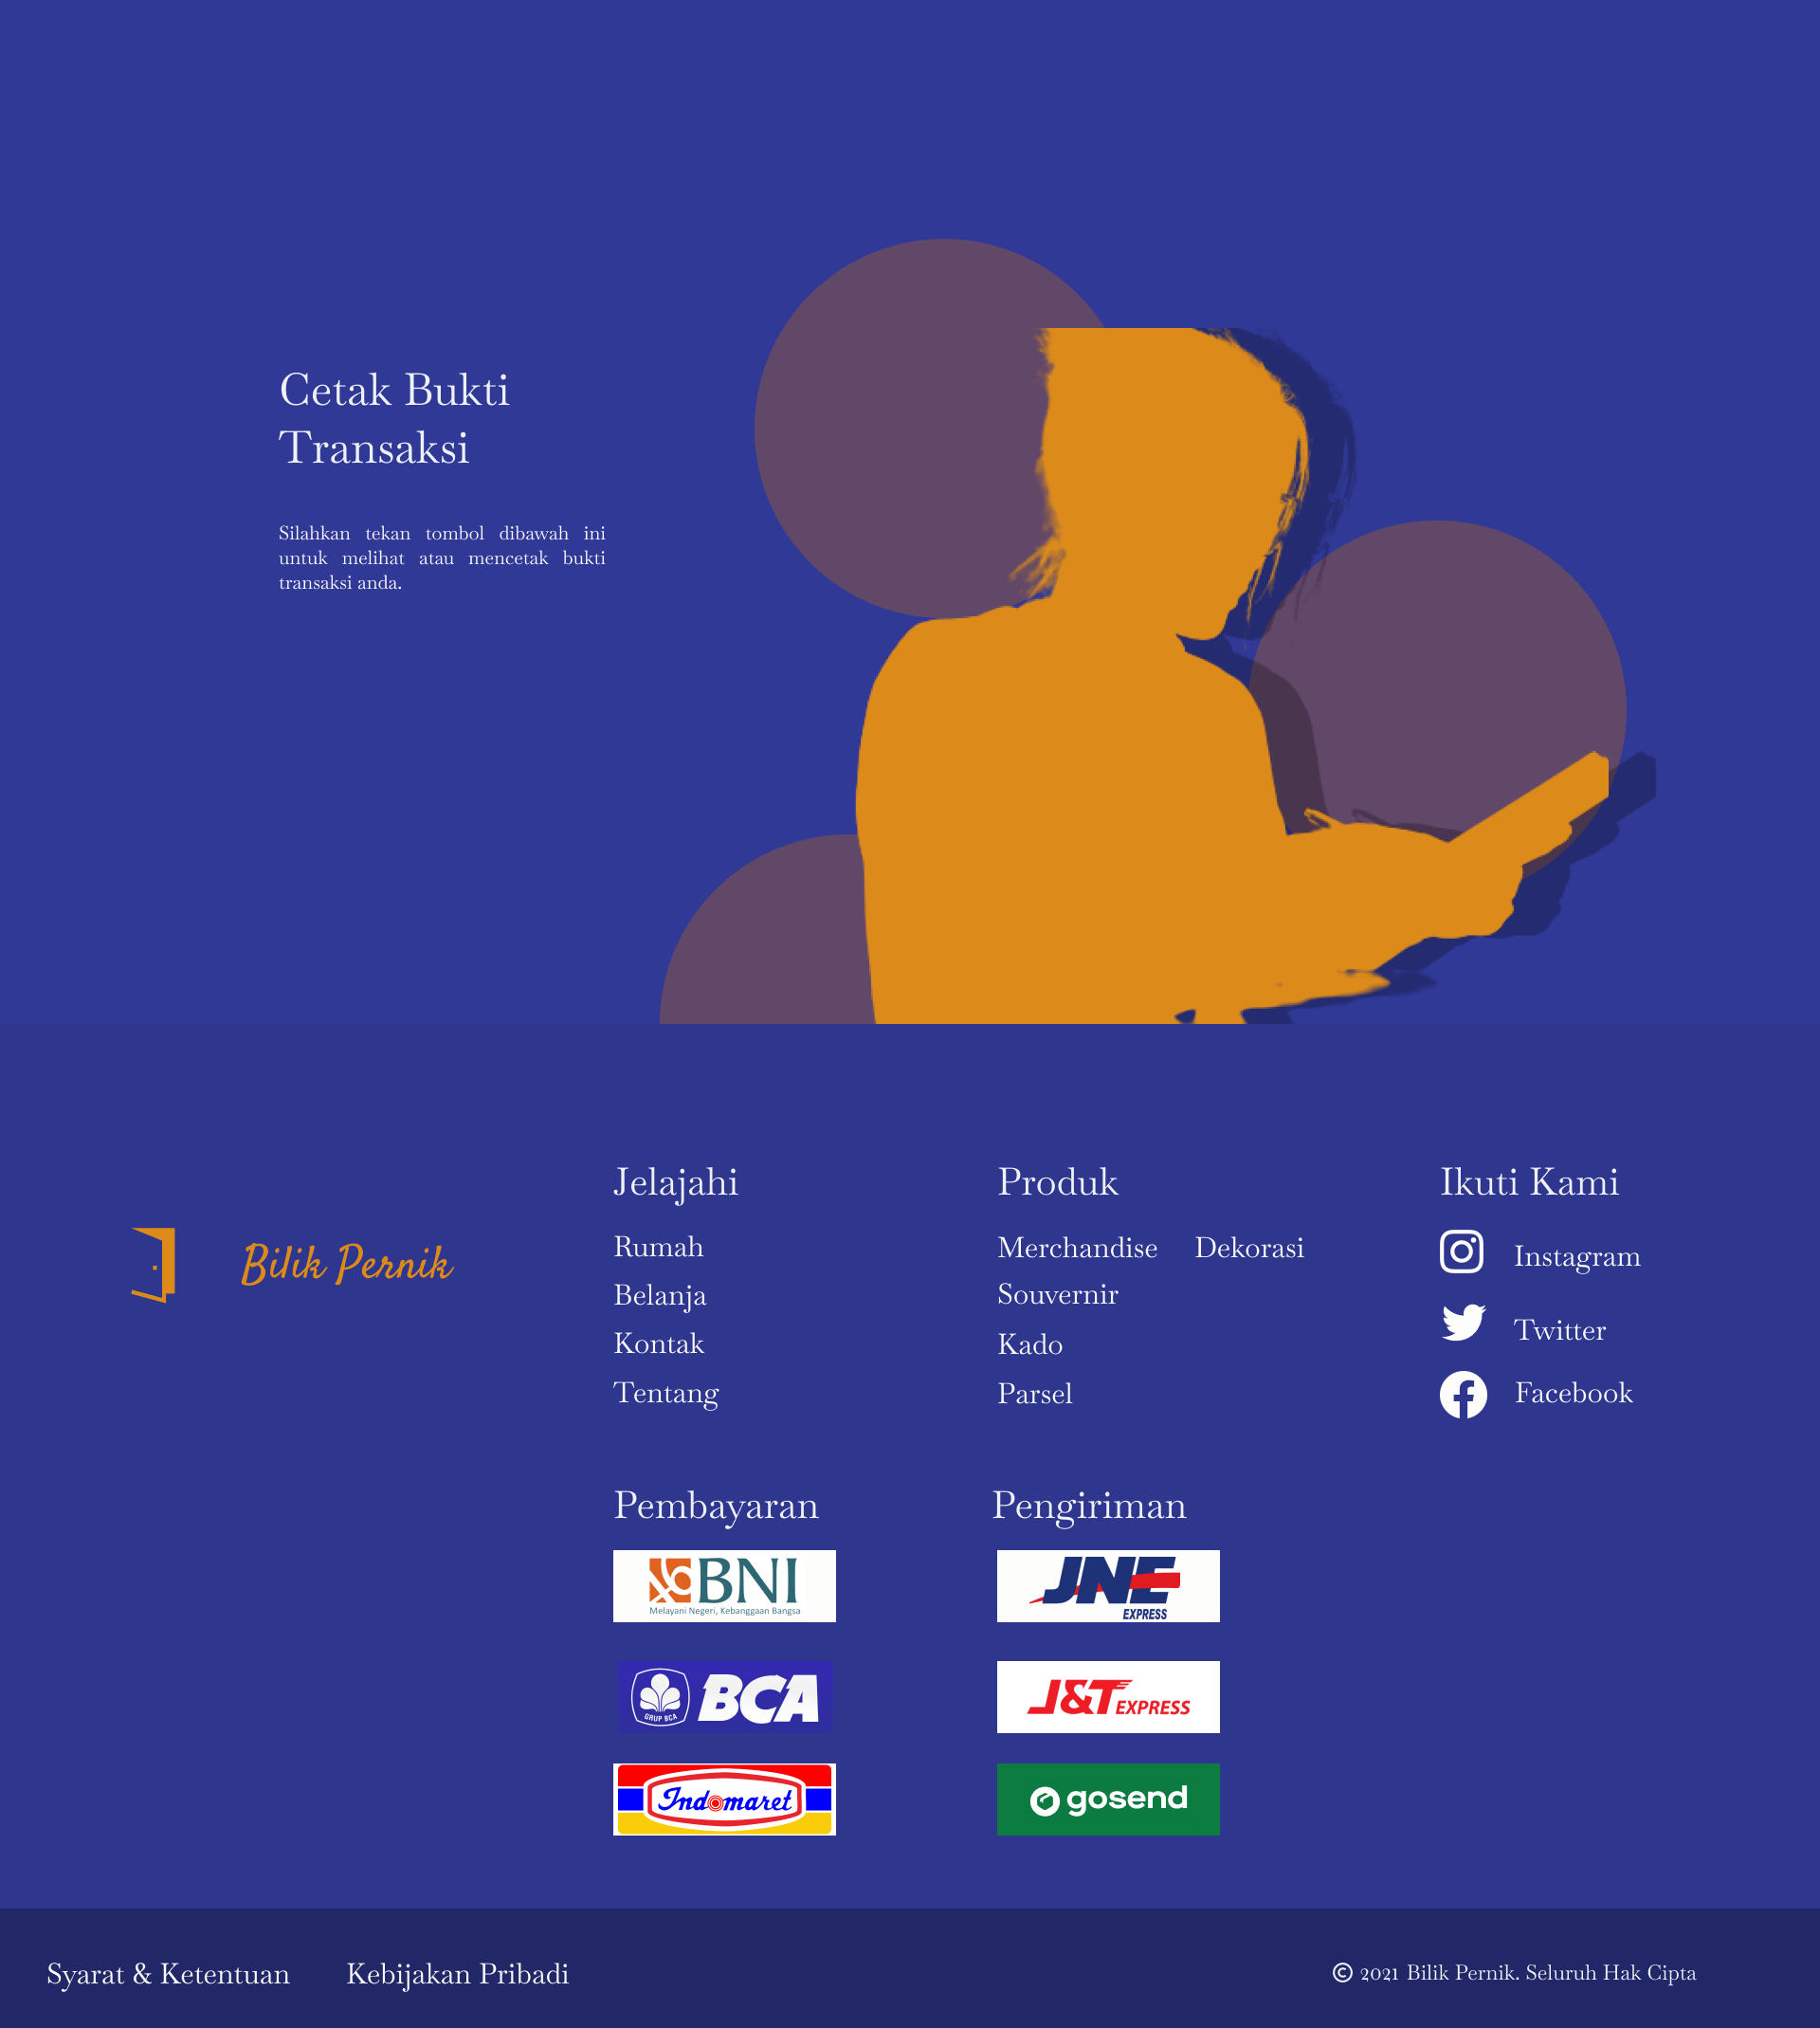 Cetak Bukti
Transaksi
Silahkan tekan tombol dibawah ini
untuk melihat atau mencetak bukti
transaksi anda.
Bilik Pernik
Jelajahi
Rumah
Belanja
Kontak
Tentang
Produk
Merchandise Dekorasi
Souvernir
Kado
Parsel
Ikuti Kami
Instagram
Twitter
Facebook
Pembayaran
BNI
Melayani Negeri, Kebanggaan Bangsa
GRUP BCA
BCA
Indomaret
Pengiriman
JNE
EXPRESS
J&T EXPRESS
gosend
Syarat & Ketentuan
Kebijakan Pribadi
© 2021 Bilik Pernik. Seluruh Hak Cipta